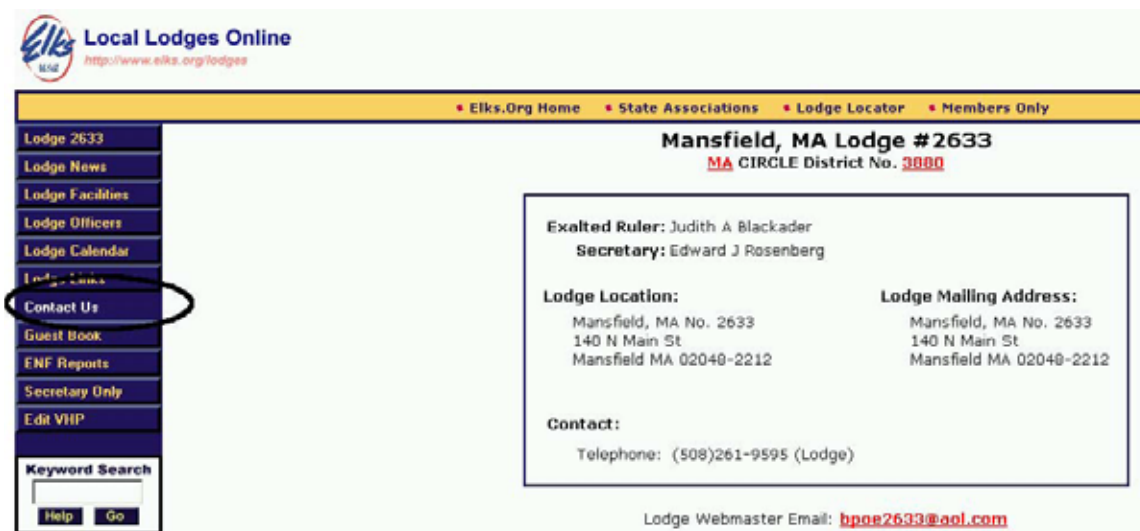 Elks
USA
Local Lodges Online
http://www.elks.org/lodges
• Elks.Org Home • State Associations • Lodge Locator • Members Only
Lodge 2633
Lodge News
Lodge Facilities
Lodge Officers
Lodge Calendar
Lodge Links
Contact Us
Guest Book
ENF Reports
Secretary Only
Edit VHP
Keyword Search
Help Go
Mansfield, MA Lodge #2633
MA CIRCLE District No. 3880
Exalted Ruler: Judith A Blackader
Secretary: Edward J Rosenberg
Lodge Location: Lodge Mailing Address:
Mansfield, MA No. 2633 Mansfield, MA No. 2633
140 N Main St 140 N Main St
Mansfield MA 02048-2212 Mansfield MA 02048-2212
Contact:
Telephone: (508)261-9595 (Lodge)
Lodge Webmaster Email: bpoe2633@aol.com